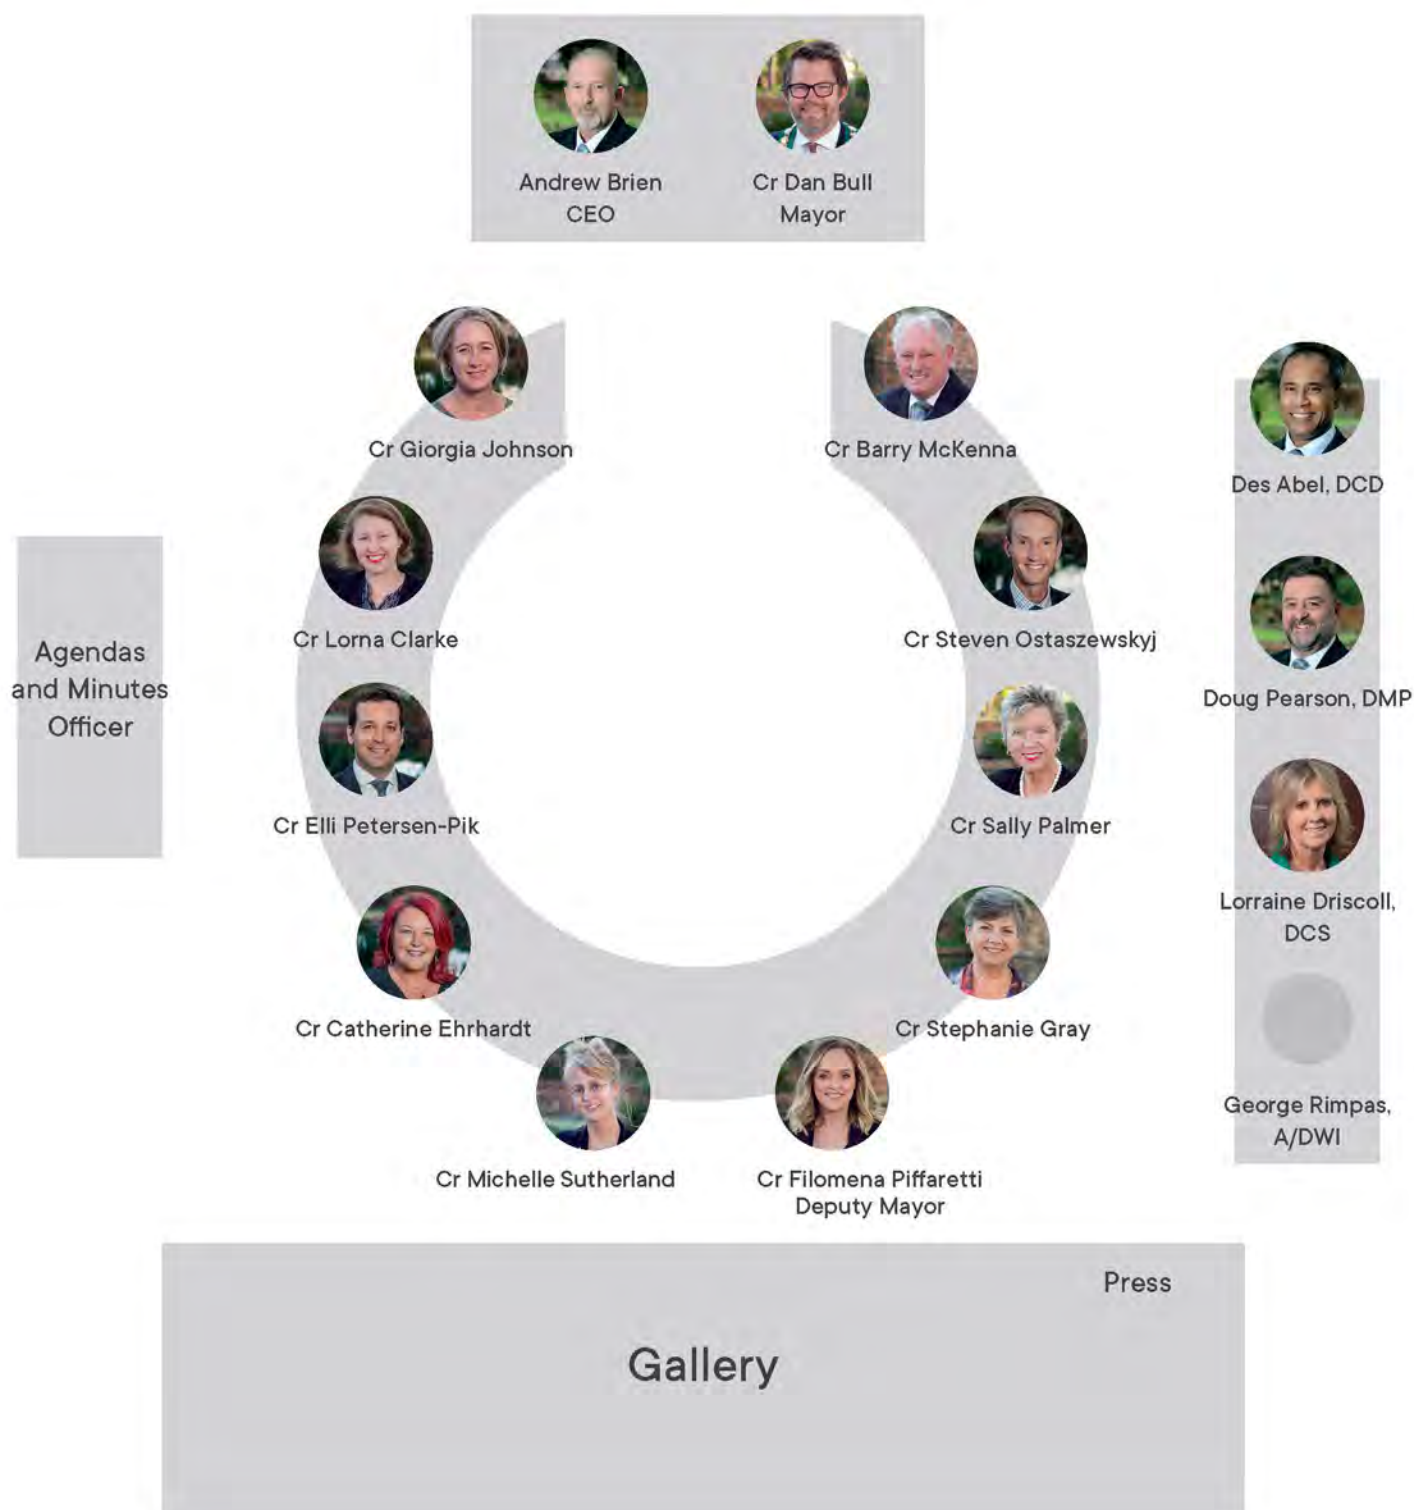 Andrew Brien
CEO
Cr Dan Bull
Mayor
Cr Giorgia Johnson
Cr Barry McKenna
Des Abel, DCD
Cr Lorna Clarke
Cr Steven Ostaszewskyj
Agendas
and Minutes
Officer
Doug Pearson, DMP
Cr Elli Petersen-Pik
Cr Sally Palmer
Lorraine Driscoll,
DCS
Cr Catherine Ehrhardt
Cr Stephanie Gray
George Rimpas,
A/DWI
Cr Michelle Sutherland
Cr Filomena Piffaretti
Deputy Mayor
Press
Gallery